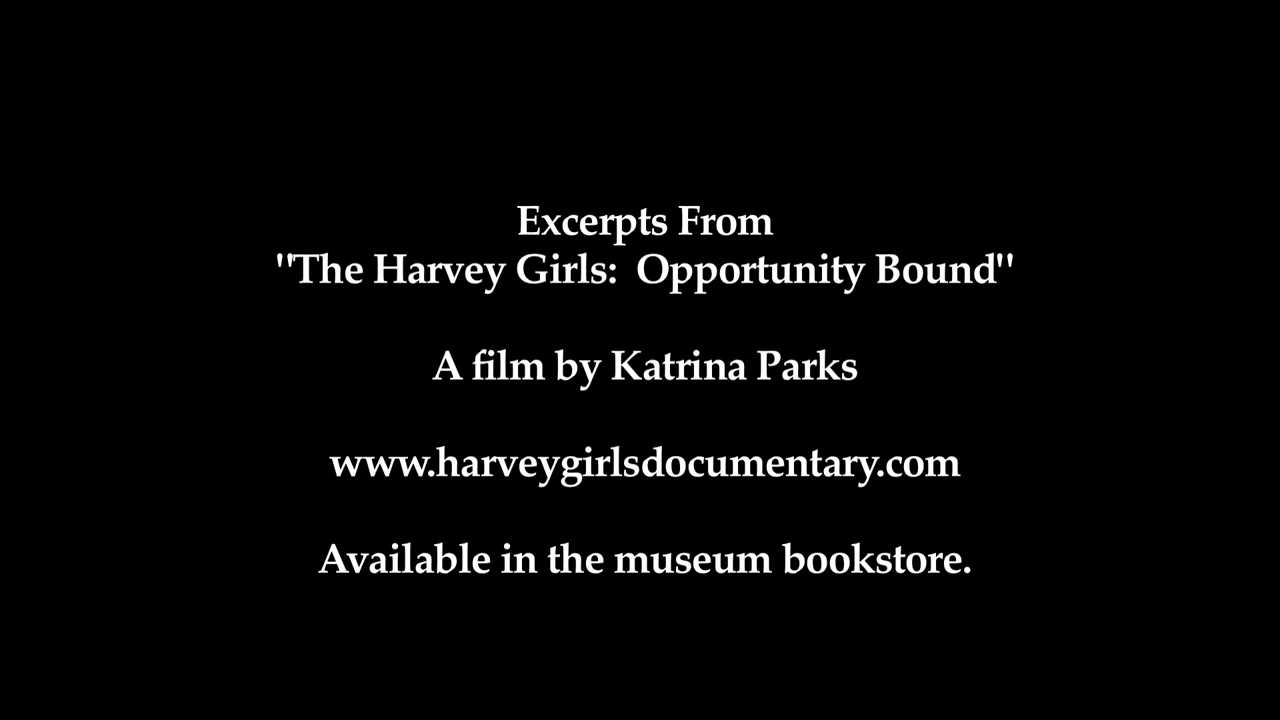 Excerpts From
"The Harvey Girls:  Opportunity Bound"
A film by Katrina Parks
www.harveygirlsdocumentary.com
Available in the museum bookstore.